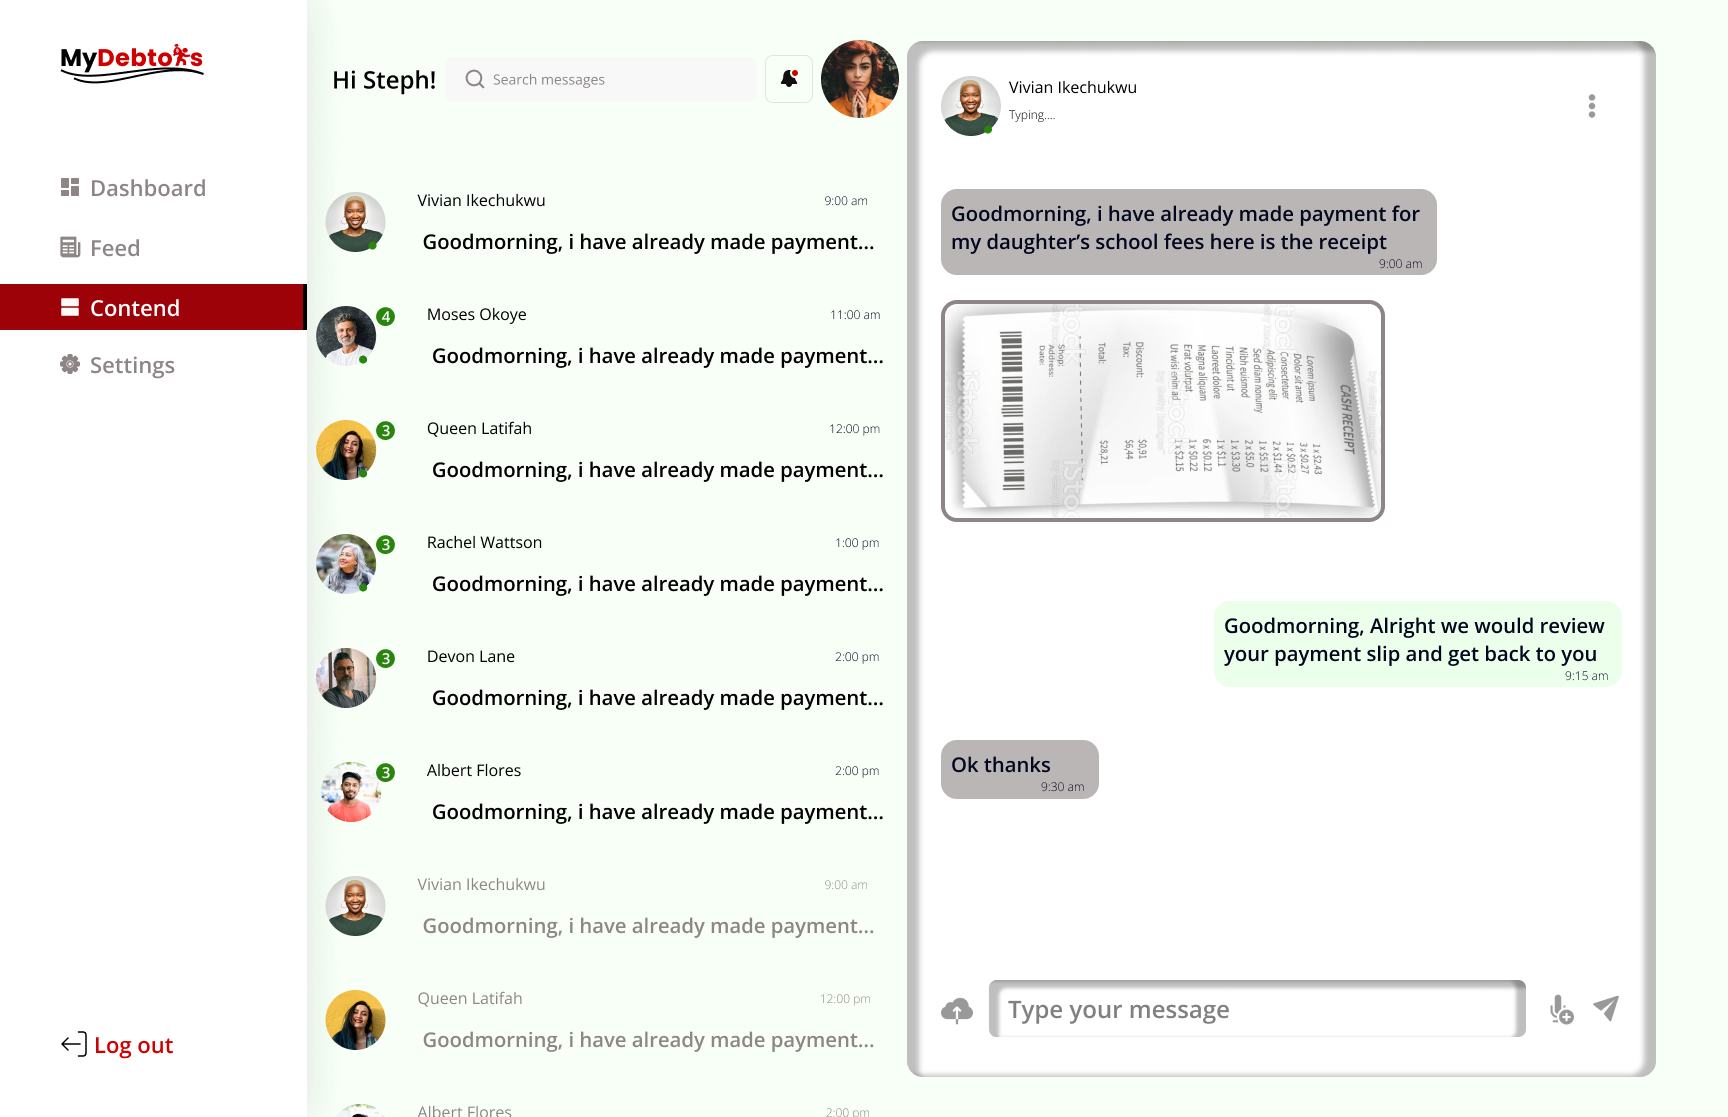 MyDebtors
Dashboard
Feed
Contend
Settings
Log out
Hi Steph!
Search messages
Vivian Ikechukwu
9:00 am
Goodmorning, i have already made payment...
4
Moses Okoye
11:00 am
Goodmorning, i have already made payment...
3
Queen Latifah
12:00 pm
Goodmorning, i have already made payment...
3
Rachel Wattson
1:00 pm
Goodmorning, i have already made payment...
3
Devon Lane
2:00 pm
Goodmorning, i have already made payment...
3
Albert Flores
2:00 pm
Goodmorning, i have already made payment...
Vivian Ikechukwu
9:00 am
Goodmorning, i have already made payment...
Queen Latifah
12:00 pm
Goodmorning, i have already made payment...
Albert Flores
2:00 pm
Vivian Ikechukwu
Typing....
Goodmorning, i have already made payment for
my daughter’s school fees here is the receipt
9:00 am
CASH RECEIPT
Lorem ipsum 1 x $2.43
Dolor sit amet 3 x $0.27
Consectetuer 1 x $0.52
Adipiscing elit 2 x $1.44
Sed diam nonumy 1 x $5.12
Nibh euismod 2 x $5.0
Tincidunt ut 1 x $3.30
Laoreet dolore 1 x $1.1
Magna aliquam 6 x $0.12
Erat volutpat 1 x $0.22
Ut wisi enim ad 1 x $2.15
Discount: $0,91
Tax: $6,44
Total: $28,21
Shop:
Address:
Date:
iStock
Goodmorning, Alright we would review
your payment slip and get back to you
9:15 am
Ok thanks
9:30 am
Type your message